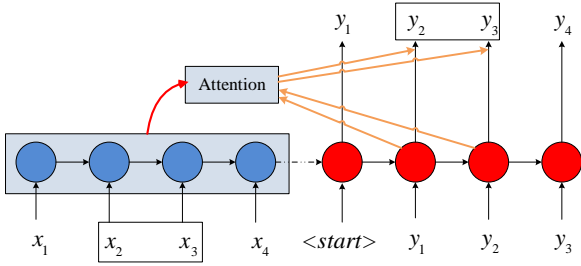 y₁ y₂ y₃ y₄
Attention
x₁ x₂ x₃ x₄ <start> y₁ y₂ y₃